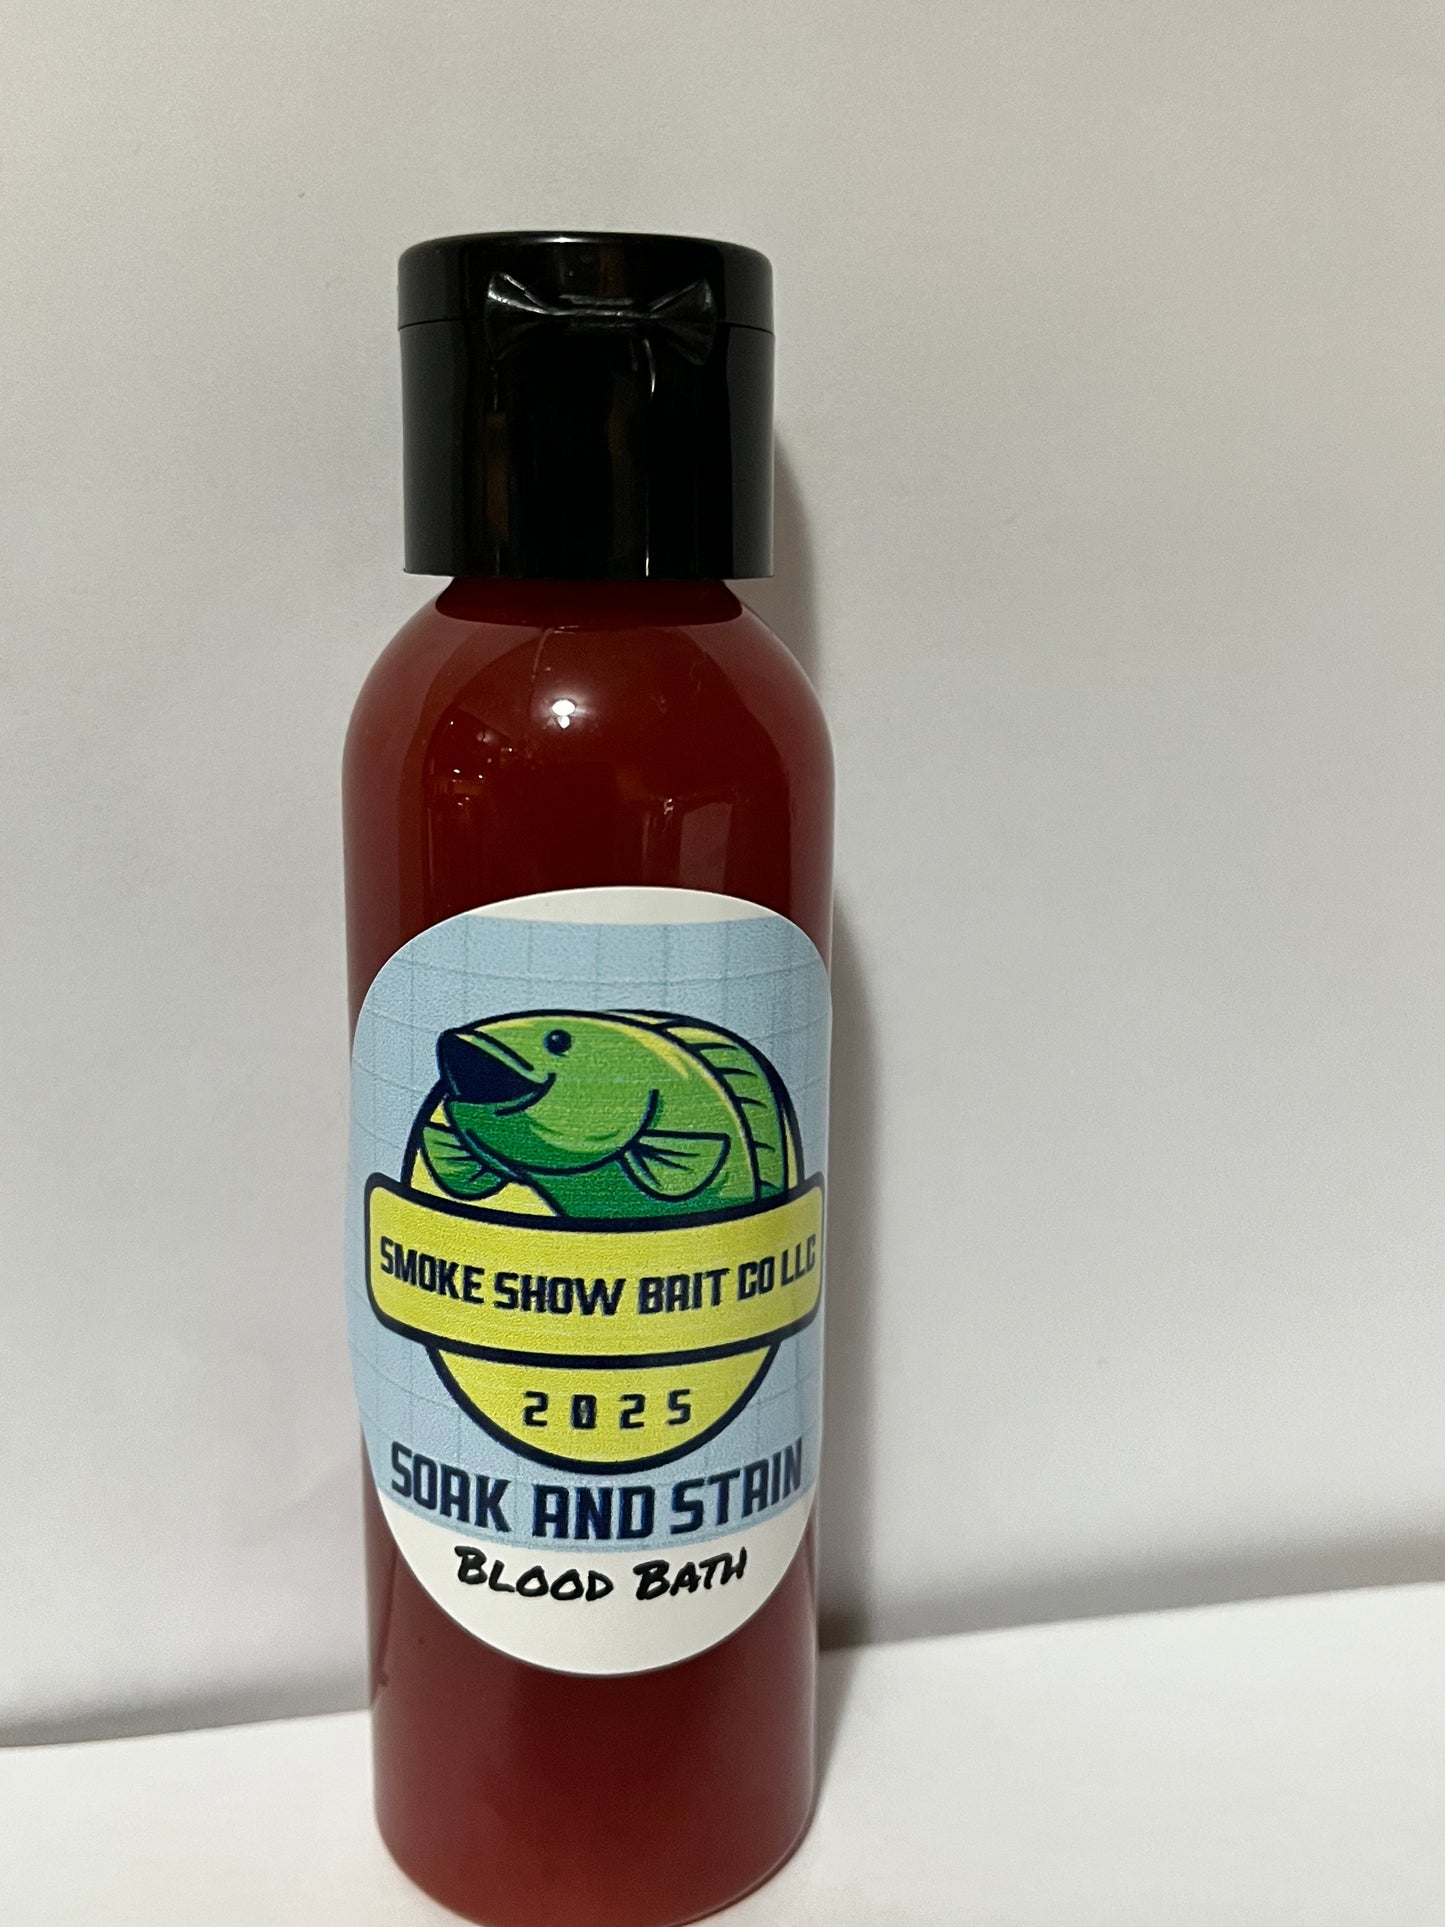 SMOKE SHOW BAIT CO LLC
2025
SOAK AND STAIN
BLOOD BATH